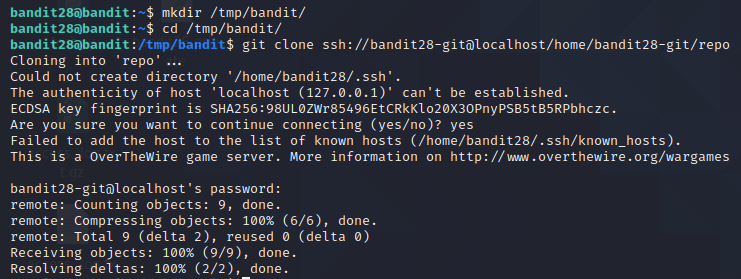 bandit28@bandit:~$ mkdir /tmp/bandit/
bandit28@bandit:~$ cd /tmp/bandit/
bandit28@bandit:/tmp/bandit$ git clone ssh://bandit28-git@localhost/home/bandit28-git/repo
Cloning into 'repo'...
Could not create directory '/home/bandit28/.ssh'.
The authenticity of host 'localhost (127.0.0.1)' can't be established.
ECDSA key fingerprint is SHA256:98UL0ZWr85496EtCRkKlo20X3OPnyPSB5tB5RPbhczc.
Are you sure you want to continue connecting (yes/no)? yes
Failed to add the host to the list of known hosts (/home/bandit28/.ssh/known_hosts).
This is a OverTheWire game server. More information on http://www.overthewire.org/wargames
bandit28-git@localhost's password:
remote: Counting objects: 9, done.
remote: Compressing objects: 100% (6/6), done.
remote: Total 9 (delta 2), reused 0 (delta 0)
Receiving objects: 100% (9/9), done.
Resolving deltas: 100% (2/2), done.